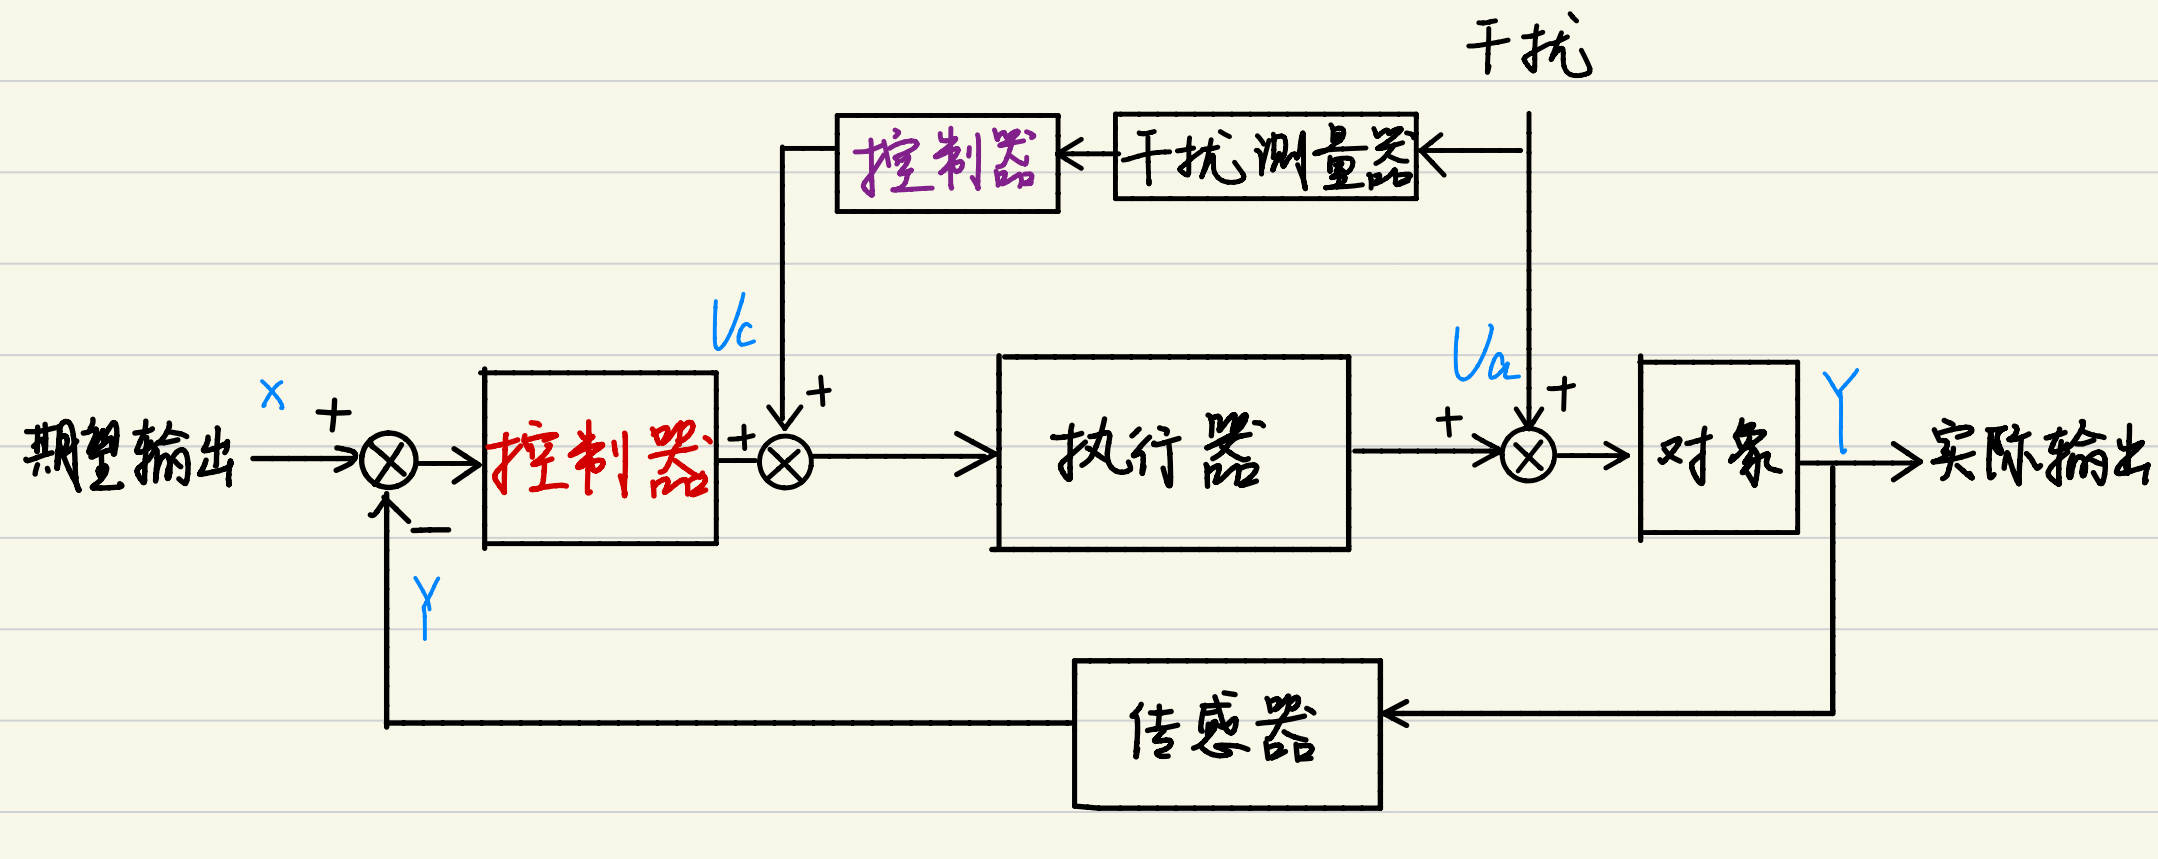 干扰
控制器
干扰测量器
Vc
Va
x
+
+
+
+
+
Y
期望输出
控制器
执行器
对象
实际输出
−
Y
传感器